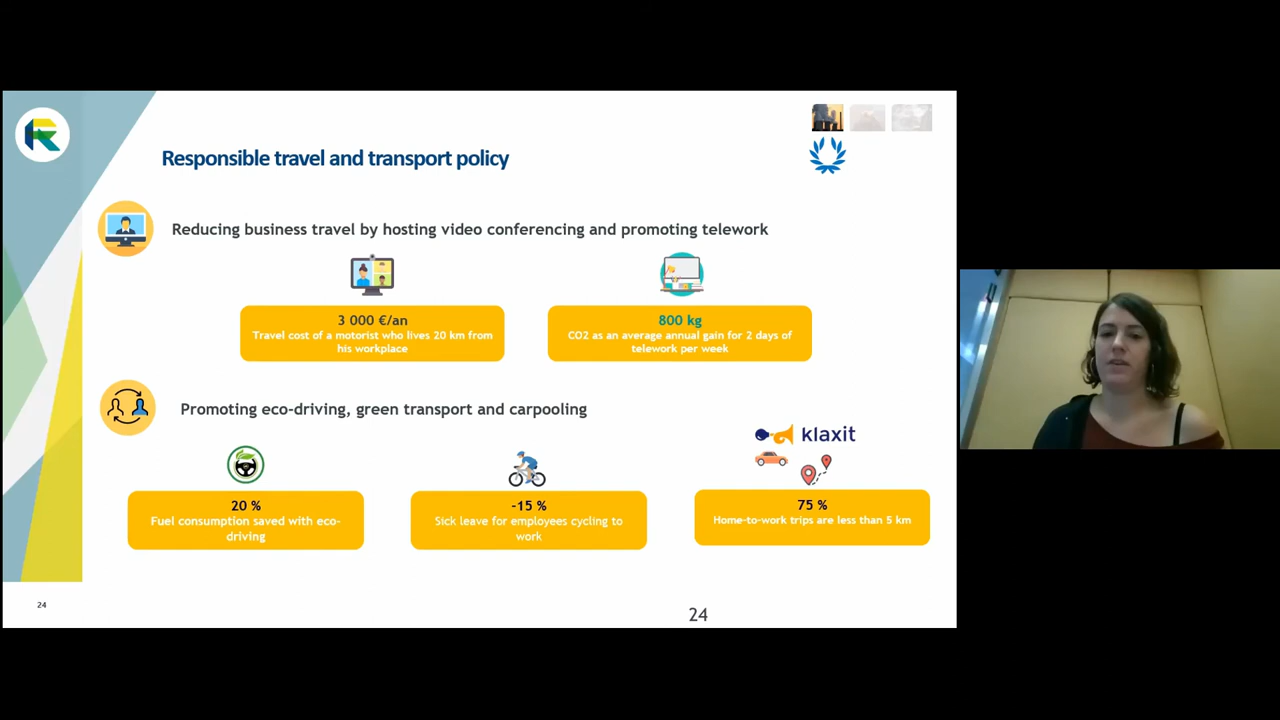 Responsible travel and transport policy
Reducing business travel by hosting video conferencing and promoting telework
3 000 €/an
Travel cost of a motorist who lives 20 km from
his workplace
800 kg
CO2 as an average annual gain for 2 days of
telework per week
Promoting eco-driving, green transport and carpooling
klaxit
20 %
Fuel consumption saved with eco-
driving
-15 %
Sick leave for employees cycling to
work
75 %
Home-to-work trips are less than 5 km
24
24